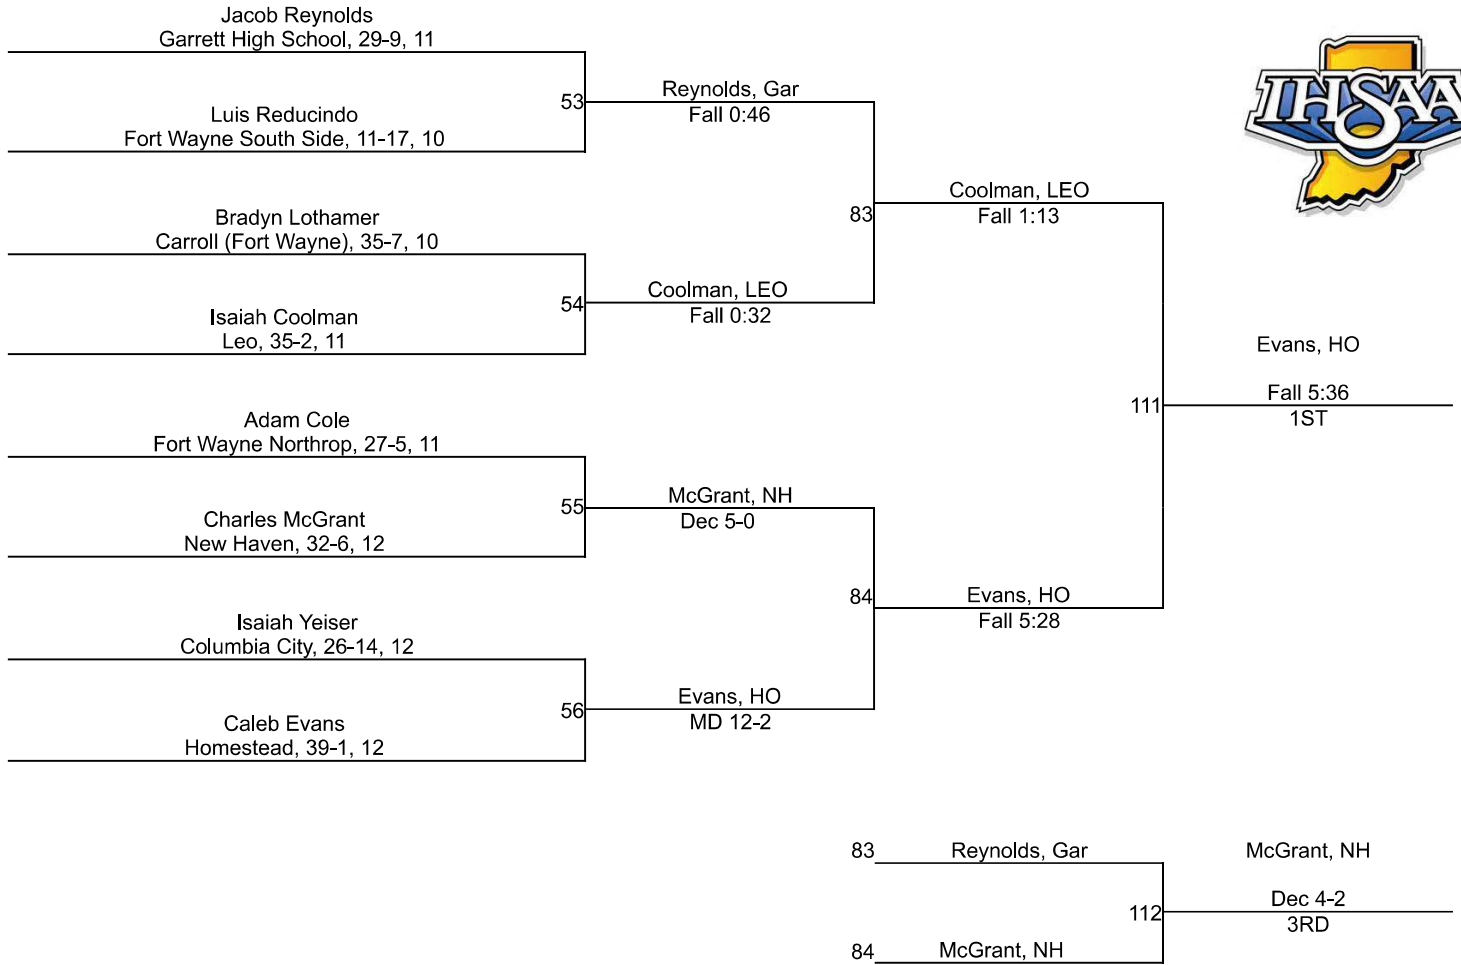 Jacob Reynolds
Garrett High School, 29-9, 11
53
Reynolds, Gar
Fall 0:46
Luis Reducindo
Fort Wayne South Side, 11-17, 10
IHSAA
83
Coolman, LEO
Fall 1:13
Bradyn Lothamer
Carroll (Fort Wayne), 35-7, 10
54
Coolman, LEO
Fall 0:32
Isaiah Coolman
Leo, 35-2, 11
Evans, HO
111
Fall 5:36
1ST
Adam Cole
Fort Wayne Northrop, 27-5, 11
55
McGrant, NH
Dec 5-0
Charles McGrant
New Haven, 32-6, 12
84
Evans, HO
Fall 5:28
Isaiah Yeiser
Columbia City, 26-14, 12
56
Evans, HO
MD 12-2
Caleb Evans
Homestead, 39-1, 12
83
Reynolds, Gar
McGrant, NH
112
Dec 4-2
3RD
84
McGrant, NH